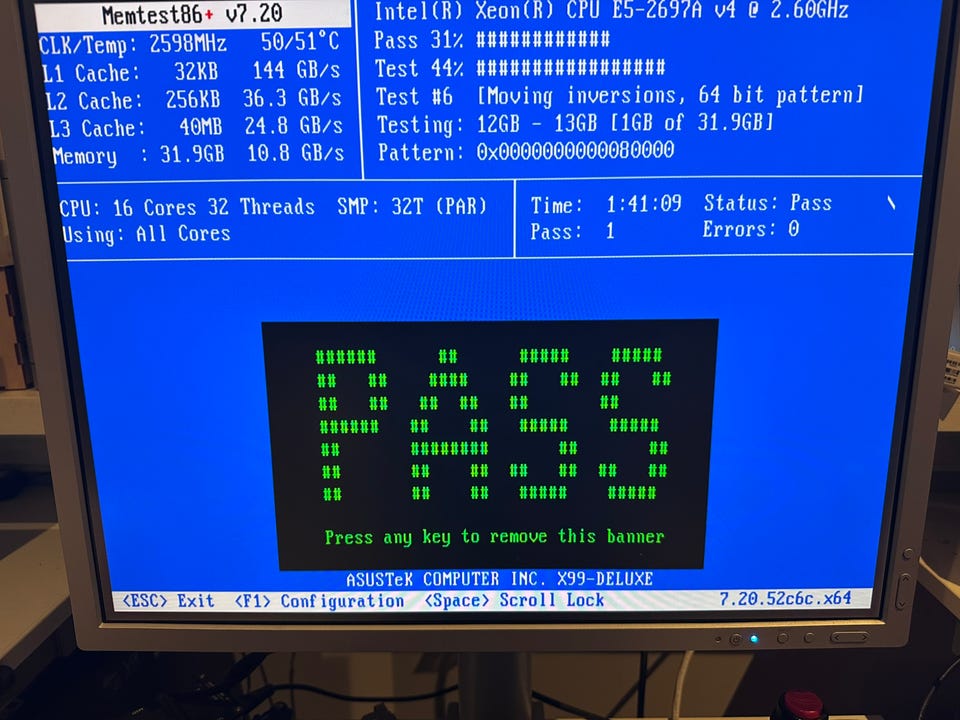 Memtest86+ v7.20
Intel(R) Xeon(R) CPU E5-2697A v4 @ 2.60GHz
CLK/Temp: 2598MHz 50/51°C
Pass 31% #############
L1 Cache: 32KB 144 GB/s
Test 44% ##################
L2 Cache: 256KB 36.3 GB/s
Test #6 [Moving inversions, 64 bit pattern]
L3 Cache: 40MB 24.8 GB/s
Testing: 12GB - 13GB [1GB of 31.9GB]
Memory : 31.9GB 10.8 GB/s
Pattern: 0x0000000000080000
CPU: 16 Cores 32 Threads SMP: 32T (PAR)
Time: 1:41:09 Status: Pass \
Using: All Cores
Pass: 1 Errors: 0
PASS
Press any key to remove this banner
ASUSTeK COMPUTER INC. X99-DELUXE
<ESC> Exit <F1> Configuration <Space> Scroll Lock 7.20.52c6c.x64